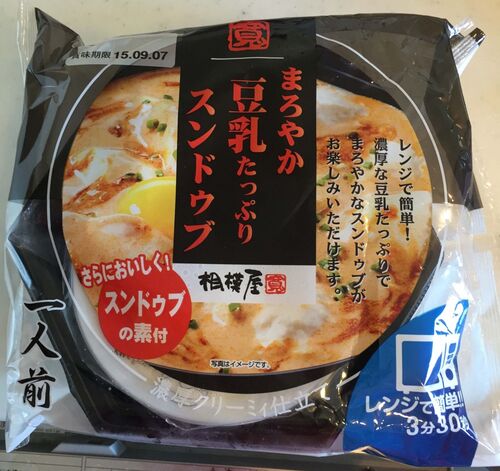 賞味期限 15.09.07
まろやか
豆乳たっぷり
スンドゥブ
レンジで簡単!
濃厚な豆乳たっぷりで
まろやかなスンドゥブが
お楽しみいただけます。
相模屋
さらにおいしく!
スンドゥブ
の素付
写真はイメージです。
一人前
濃厚クリーミィ仕立
レンジで簡単!!
3分30秒